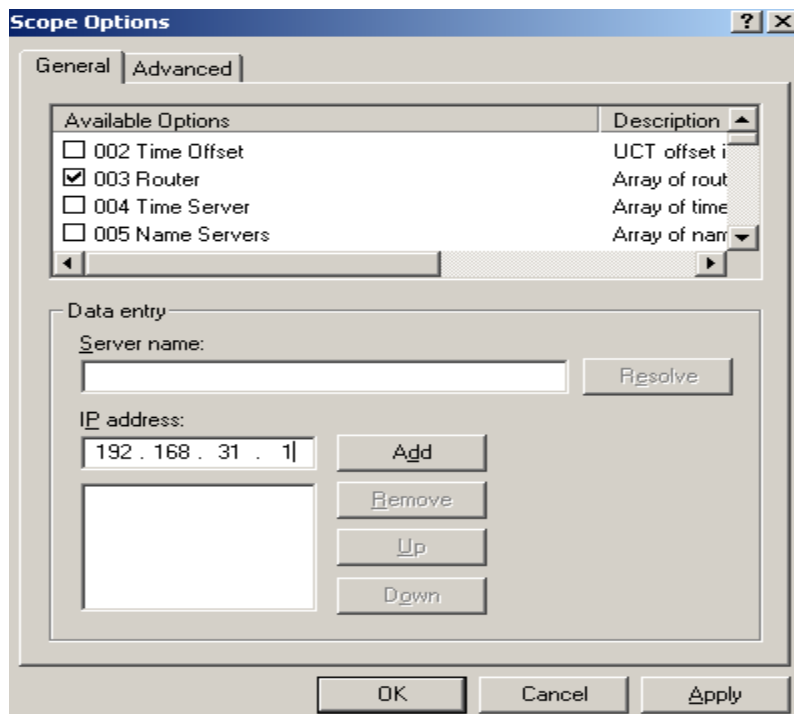 Scope Options
General Advanced
Available Options Description
002 Time Offset UCT offset i
003 Router Array of rout
004 Time Server Array of time
005 Name Servers Array of nam
Data entry
Server name:
Resolve
IP address:
192 . 168 . 31 . 1
Add
Remove
Up
Down
OK Cancel Apply